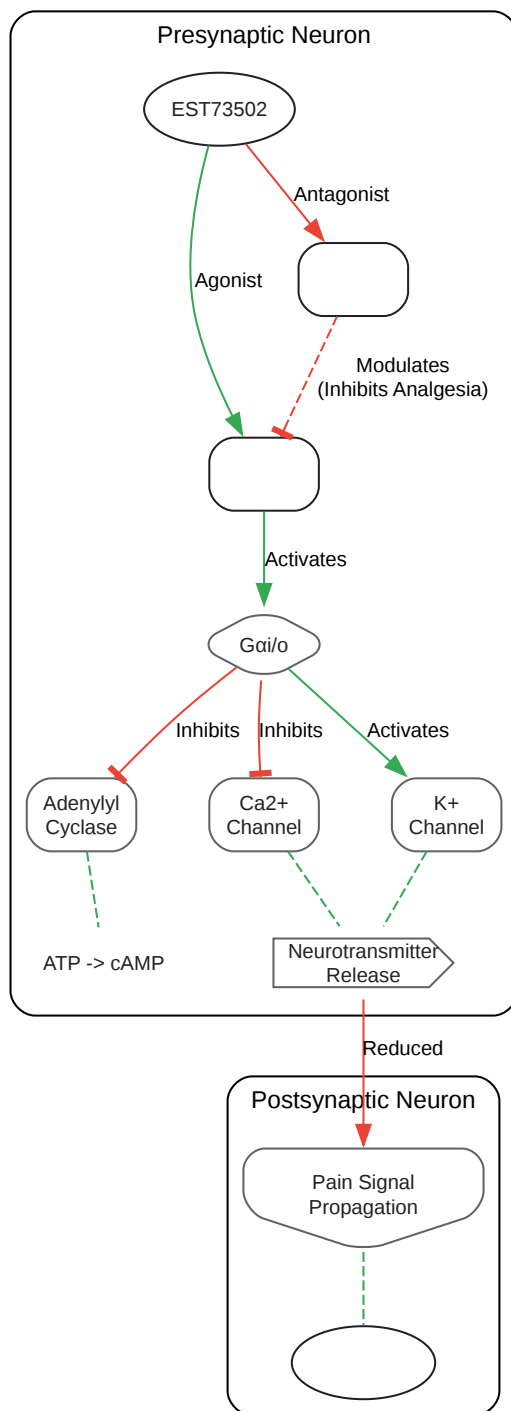 Presynaptic Neuron
EST73502
Antagonist
Agonist
Modulates
(Inhibits Analgesia)
Activates
Gαi/o
Inhibits
Inhibits
Activates
Adenylyl
Cyclase
Ca2+
Channel
K+
Channel
ATP -> cAMP
Neurotransmitter
Release
Reduced
Postsynaptic Neuron
Pain Signal
Propagation